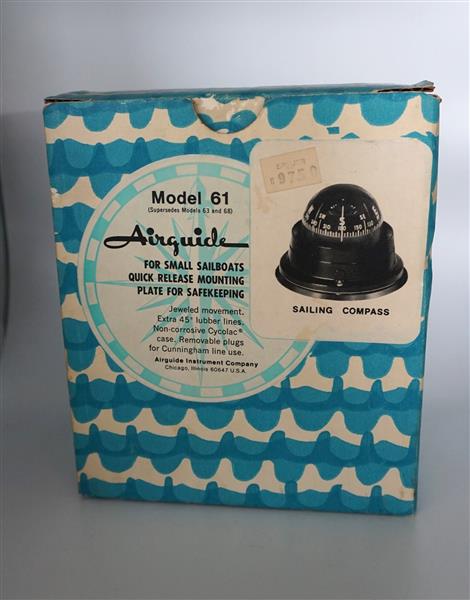 Model 61
(Supersedes Models 63 and 68)
Airguide
FOR SMALL SAILBOATS
QUICK RELEASE MOUNTING
PLATE FOR SAFEKEEPING
Jeweled movement.
Extra 45° lubber lines.
Non-corrosive Cycolac®
case. Removable plugs
for Cunningham line use.
Airguide Instrument Company
Chicago, Illinois 60647 U.S.A.
S
SAILING COMPASS